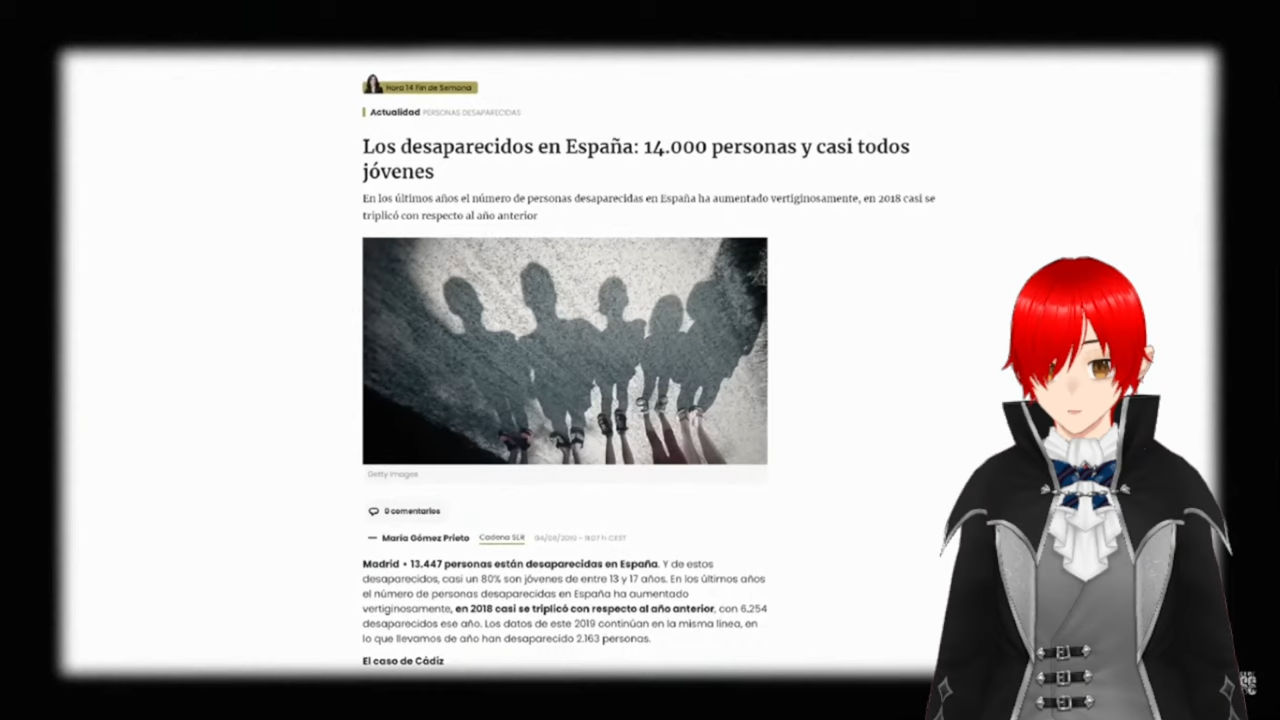 Hora 14 Fin de Semana
Actualidad PERSONAS DESAPARECIDAS
Los desaparecidos en España: 14.000 personas y casi todos
jóvenes
En los últimos años el número de personas desaparecidas en España ha aumentado vertiginosamente, en 2018 casi se
triplicó con respecto al año anterior
Getty Images
0 comentarios
— María Gómez Prieto Cadena SER
Madrid • 13.447 personas están desaparecidas en España. Y de estos
desaparecidos, casi un 80% son jóvenes de entre 13 y 17 años. En los últimos años
el número de personas desaparecidas en España ha aumentado
vertiginosamente, en 2018 casi se triplicó con respecto al año anterior, con 6.254
desaparecidos ese año. Los datos de este 2019 continúan en la misma línea, en
lo que llevamos de año han desaparecido 2.163 personas.
El caso de Cádiz